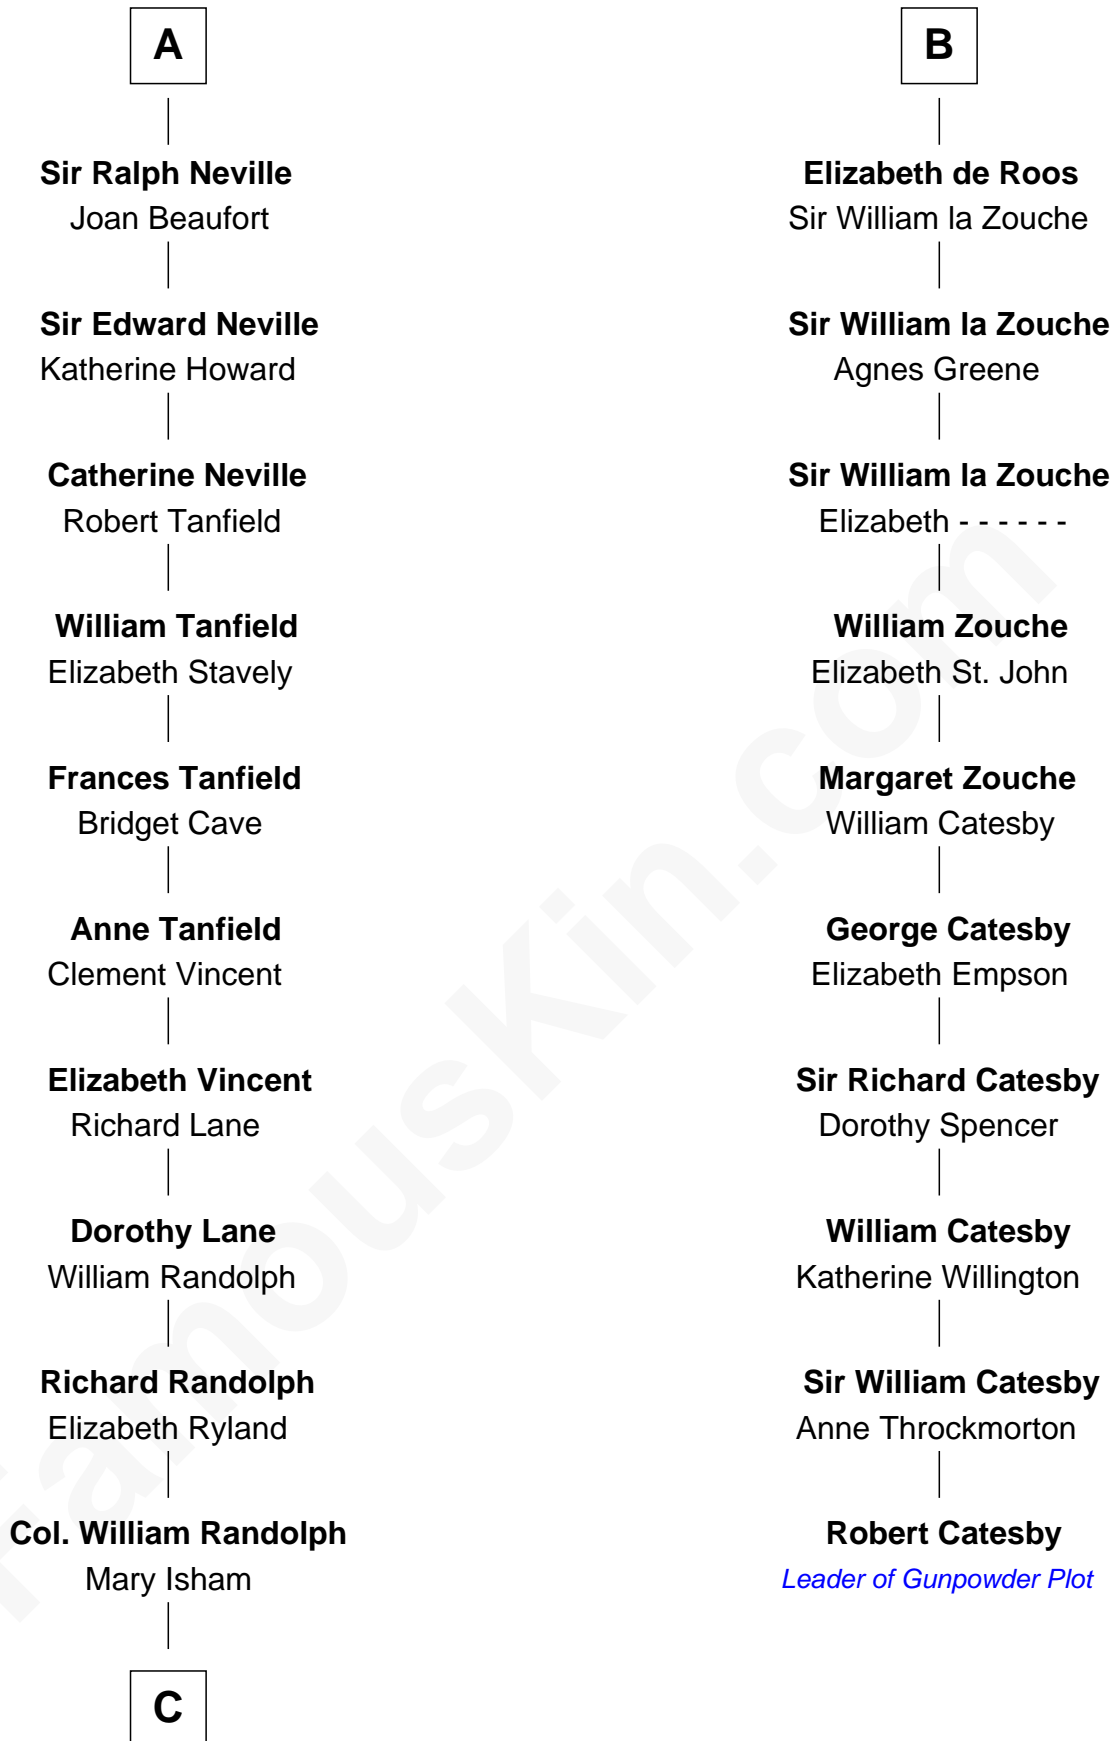 A
Sir Ralph Neville
Joan Beaufort
Sir Edward Neville
Katherine Howard
Catherine Neville
Robert Tanfield
William Tanfield
Elizabeth Stavely
Frances Tanfield
Bridget Cave
Anne Tanfield
Clement Vincent
Elizabeth Vincent
Richard Lane
Dorothy Lane
William Randolph
Richard Randolph
Elizabeth Ryland
Col. William Randolph
Mary Isham
C
B
Elizabeth de Roos
Sir William la Zouche
Sir William la Zouche
Agnes Greene
Sir William la Zouche
Elizabeth - - - - - -
William Zouche
Elizabeth St. John
Margaret Zouche
William Catesby
George Catesby
Elizabeth Empson
Sir Richard Catesby
Dorothy Spencer
William Catesby
Katherine Willington
Sir William Catesby
Anne Throckmorton
Robert Catesby
Leader of Gunpowder Plot
FamousKin.com